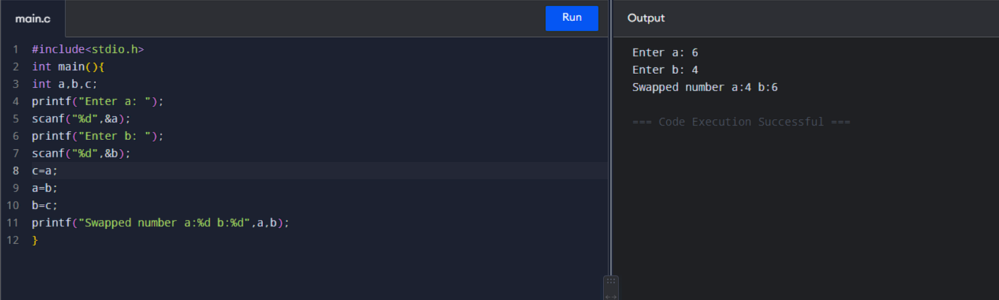 main.c
Run
1 #include<stdio.h>
2 int main(){
3 int a,b,c;
4 printf("Enter a: ");
5 scanf("%d",&a);
6 printf("Enter b: ");
7 scanf("%d",&b);
8 c=a;
9 a=b;
10 b=c;
11 printf("Swapped number a:%d b:%d",a,b);
12 }
Output
Enter a: 6
Enter b: 4
Swapped number a:4 b:6
=== Code Execution Successful ===